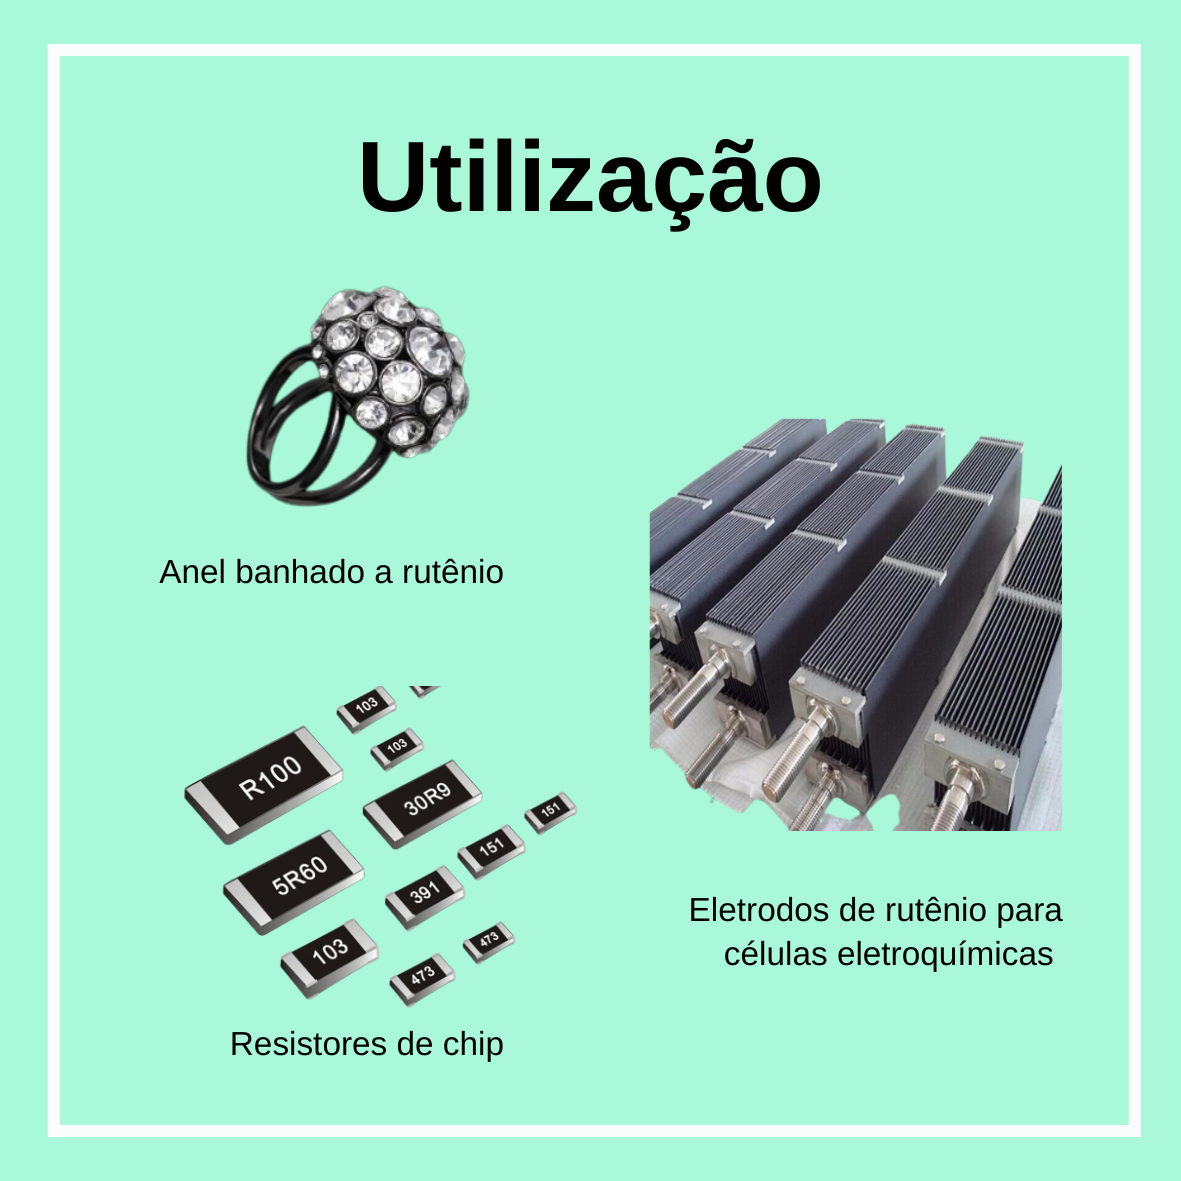 Utilização
Anel banhado a rutênio
103
103
R100
30R9
151
151
5R60
391
103
473
473
Resistores de chip
Eletrodos de rutênio para
células eletroquímicas